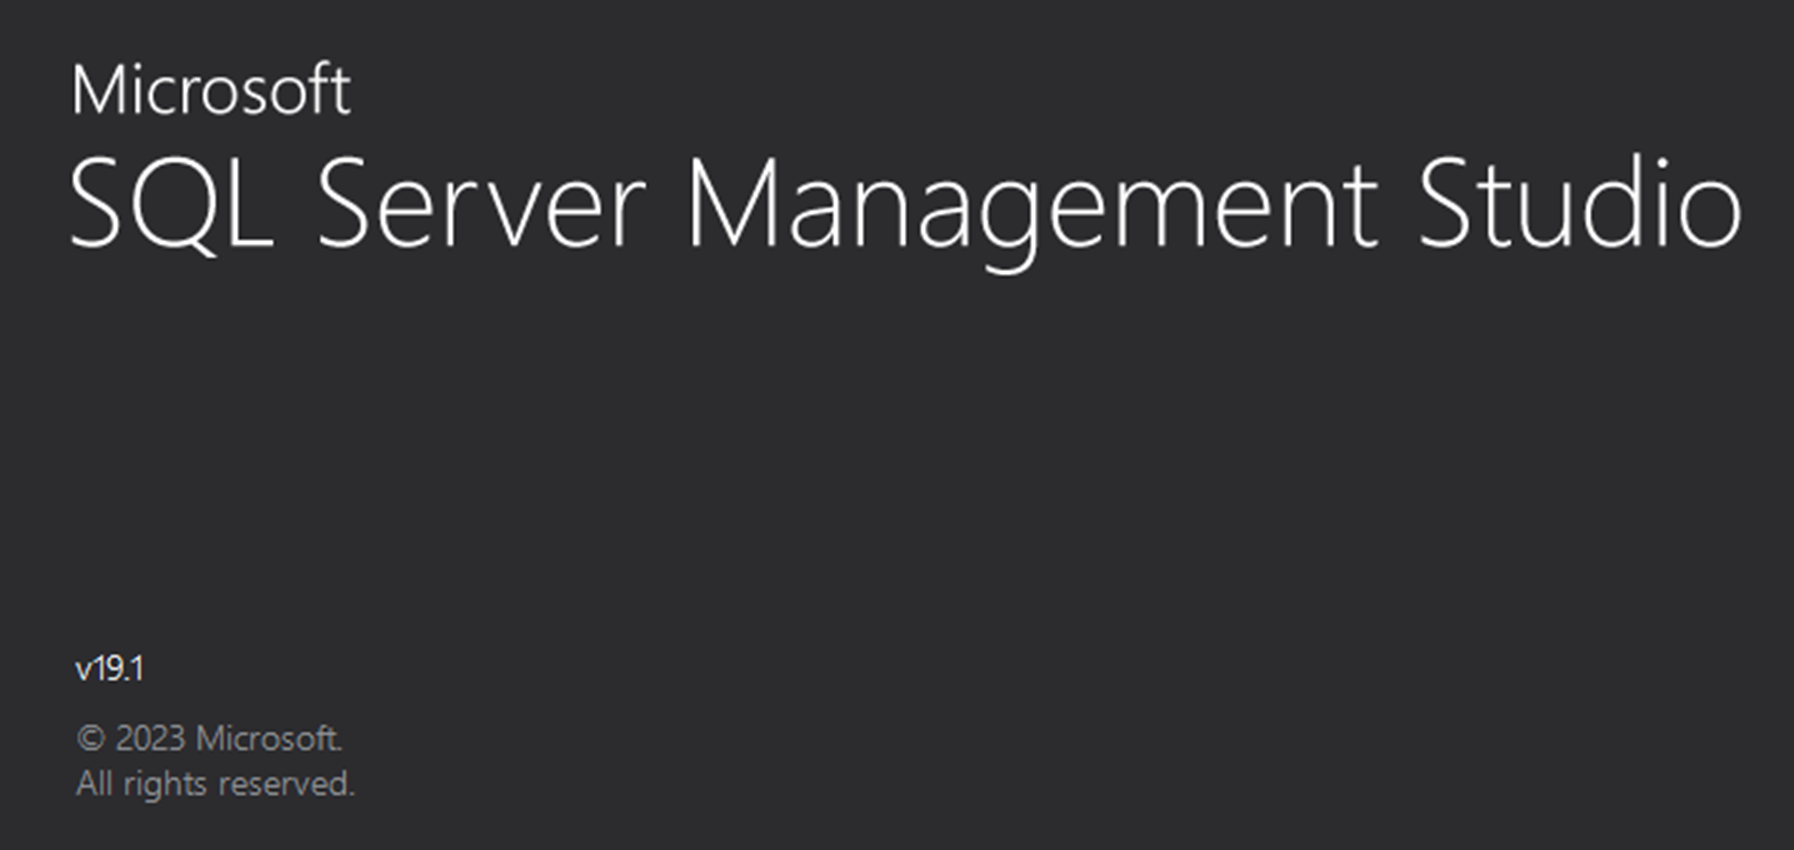 Microsoft
SQL Server Management Studio
v19.1
© 2023 Microsoft.
All rights reserved.